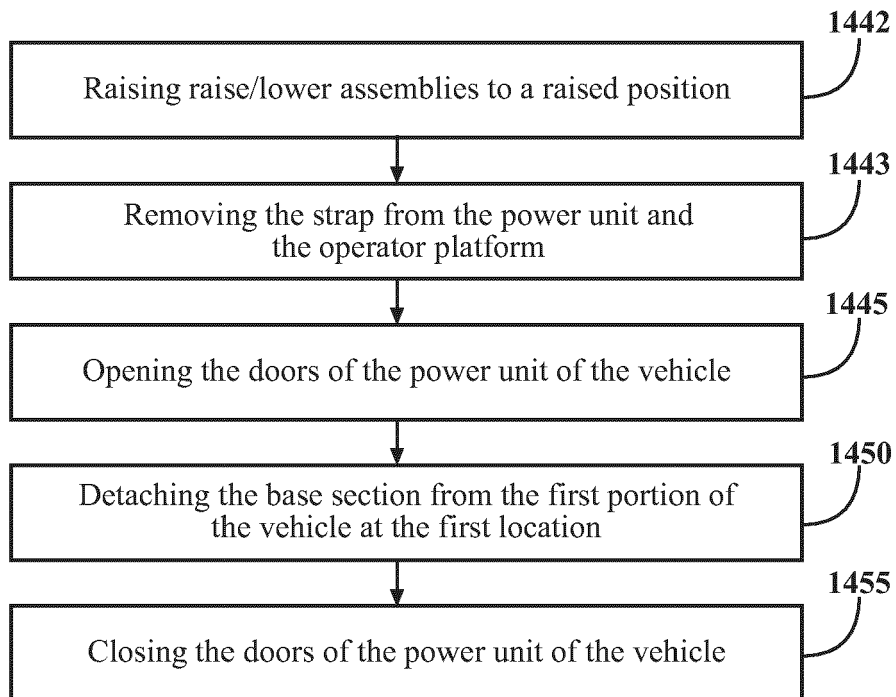 1442
Raising raise/lower assemblies to a raised position
1443
Removing the strap from the power unit and
the operator platform
1445
Opening the doors of the power unit of the vehicle
1450
Detaching the base section from the first portion of
the vehicle at the first location
1455
Closing the doors of the power unit of the vehicle